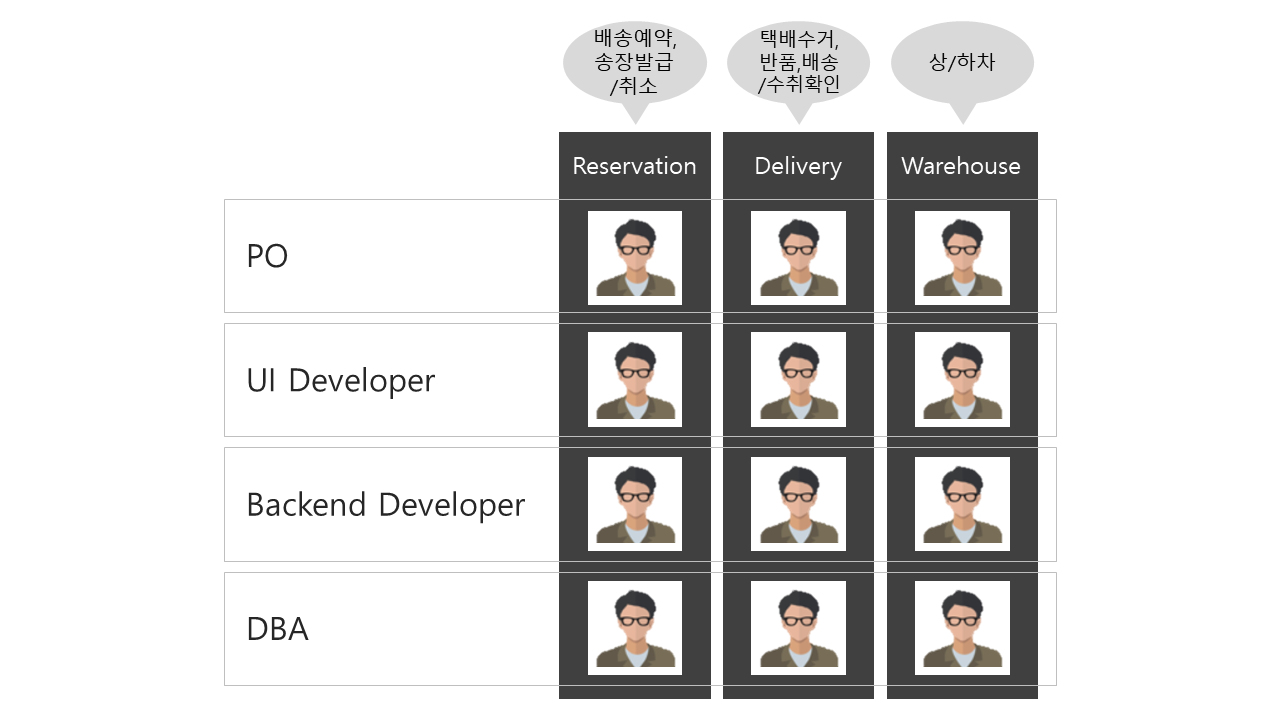 배송예약,
송장발급
/취소
택배수거,
반품,배송
/수취확인
상/하차
Reservation
Delivery
Warehouse
PO
UI Developer
Backend Developer
DBA